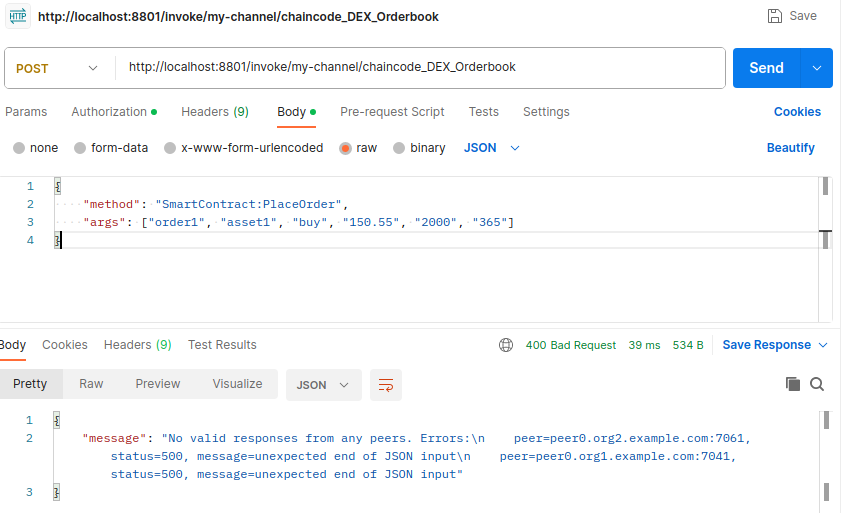 HTTP http://localhost:8801/invoke/my-channel/chaincode_DEX_Orderbook Save
POST http://localhost:8801/invoke/my-channel/chaincode_DEX_Orderbook Send
Params Authorization Headers (9) Body Pre-request Script Tests Settings Cookies
none form-data x-www-form-urlencoded raw binary JSON Beautify
1 {
2 "method": "SmartContract:PlaceOrder",
3 "args": ["order1", "asset1", "buy", "150.55", "2000", "365"]
4 }
Body Cookies Headers (9) Test Results 400 Bad Request 39 ms 534 B Save Response
Pretty Raw Preview Visualize JSON
1 {
2 "message": "No valid responses from any peers. Errors:\n    peer=peer0.org2.example.com:7061,
status=500, message=unexpected end of JSON input\n    peer=peer0.org1.example.com:7041,
status=500, message=unexpected end of JSON input"
3 }